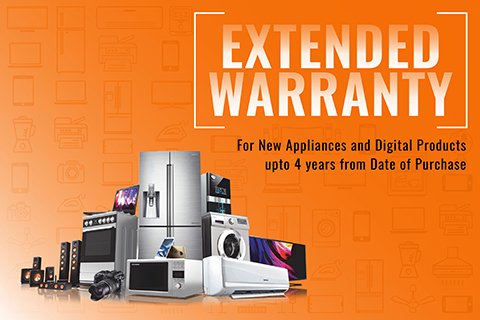 EXTENDED
WARRANTY
For New Appliances and Digital Products
upto 4 years from Date of Purchase